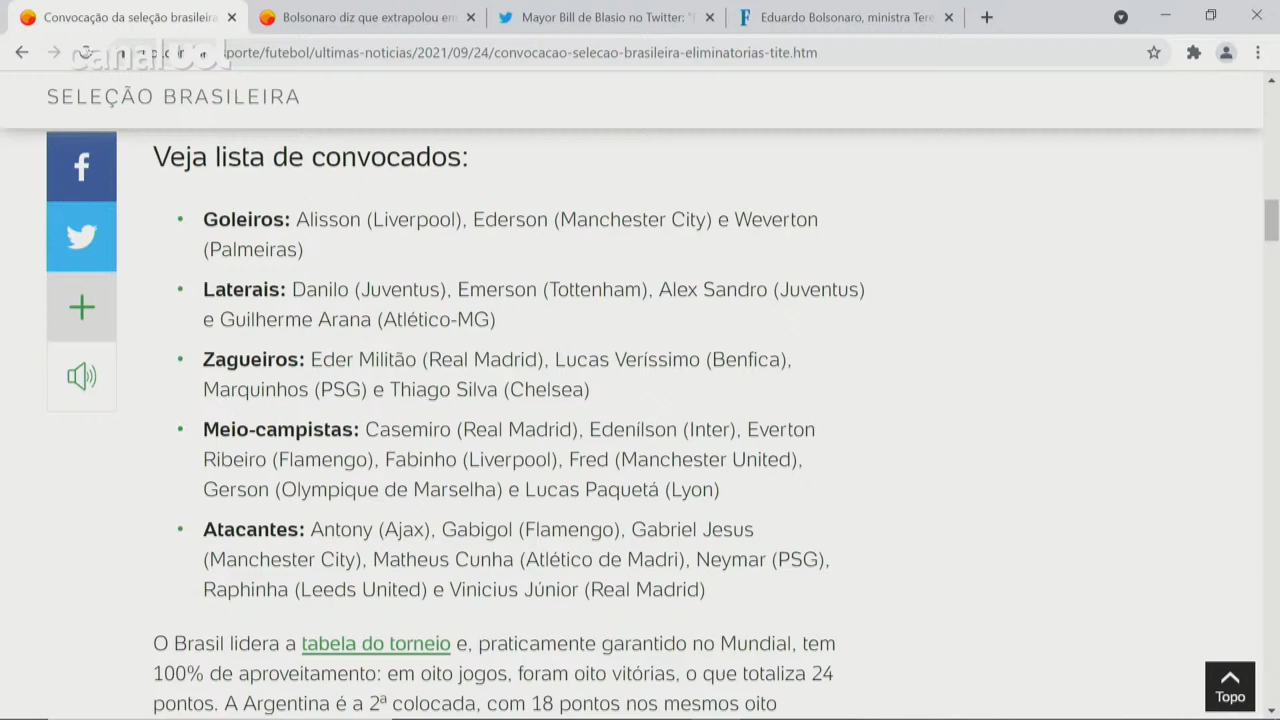 Convocação da seleção brasileira
Bolsonaro diz que extrapolou em
Mayor Bill de Blasio no Twitter: "I
Eduardo Bolsonaro, ministra Tere
canal UOL
porte/futebol/ultimas-noticias/2021/09/24/convocacao-selecao-brasileira-eliminatorias-tite.htm
SELEÇÃO BRASILEIRA
Veja lista de convocados:
Goleiros: Alisson (Liverpool), Ederson (Manchester City) e Weverton
(Palmeiras)
Laterais: Danilo (Juventus), Emerson (Tottenham), Alex Sandro (Juventus)
e Guilherme Arana (Atlético-MG)
Zagueiros: Eder Militão (Real Madrid), Lucas Veríssimo (Benfica),
Marquinhos (PSG) e Thiago Silva (Chelsea)
Meio-campistas: Casemiro (Real Madrid), Edenílson (Inter), Everton
Ribeiro (Flamengo), Fabinho (Liverpool), Fred (Manchester United),
Gerson (Olympique de Marselha) e Lucas Paquetá (Lyon)
Atacantes: Antony (Ajax), Gabigol (Flamengo), Gabriel Jesus
(Manchester City), Matheus Cunha (Atlético de Madri), Neymar (PSG),
Raphinha (Leeds United) e Vinicius Júnior (Real Madrid)
O Brasil lidera a tabela do torneio e, praticamente garantido no Mundial, tem
100% de aproveitamento: em oito jogos, foram oito vitórias, o que totaliza 24
pontos. A Argentina é a 2ª colocada, com 18 pontos nos mesmos oito
Topo